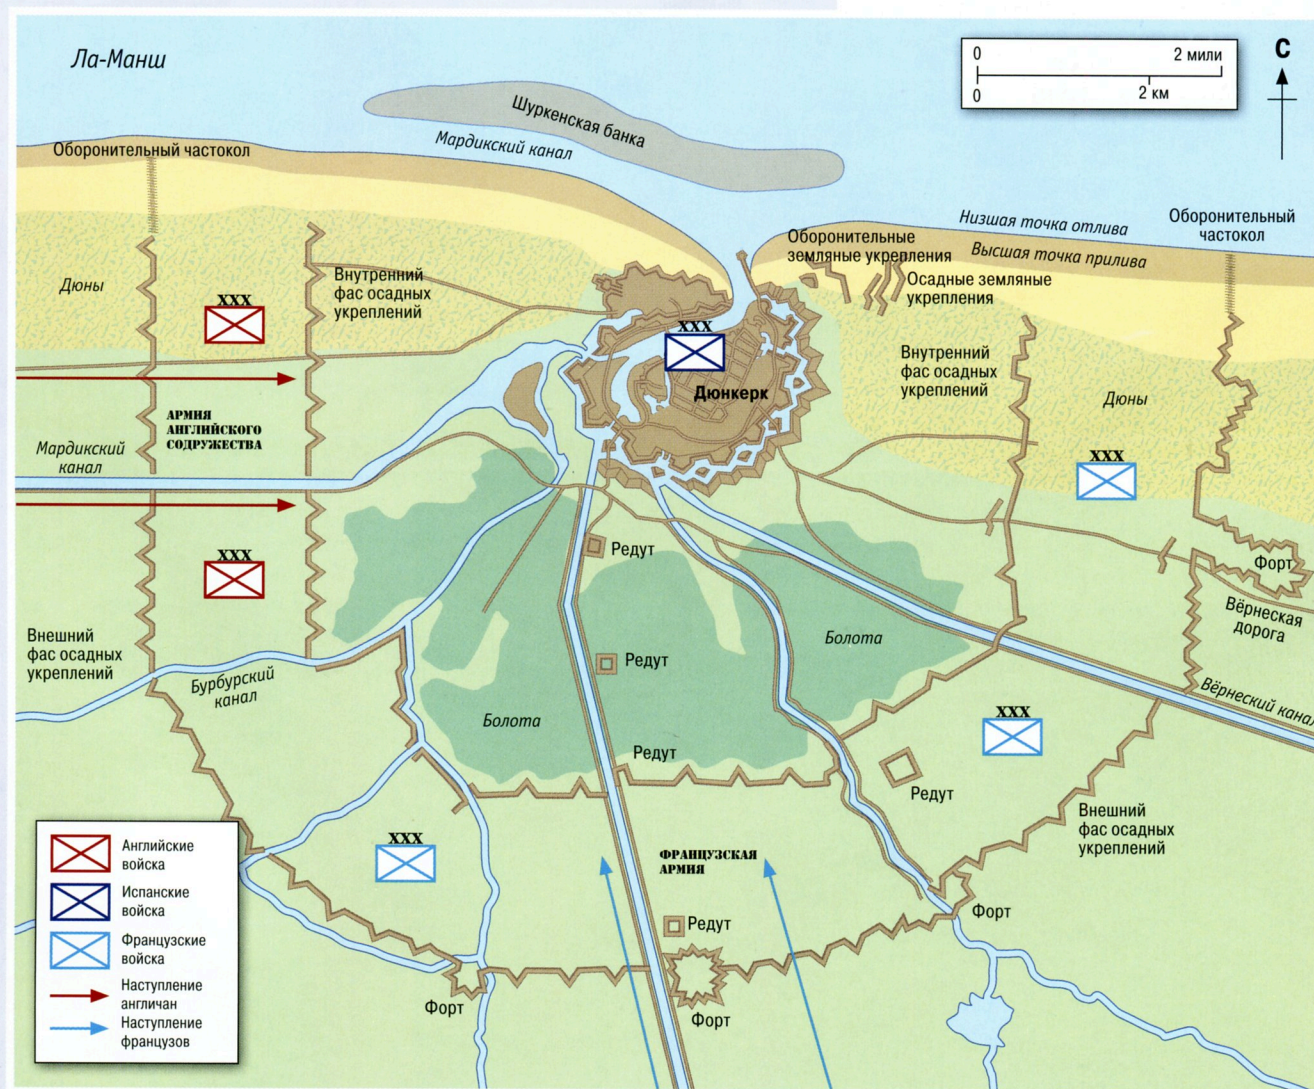 Ла-Манш
0
2 мили
0
2 км
С
Шуркенская банка
Мардикский канал
Оборонительный частокол
Низшая точка отлива
Высшая точка прилива
Оборонительный
частокол
Оборонительные
земляные укрепления
Осадные земляные
укрепления
Дюны
XXX
Внутренний
фас осадных
укреплений
XXX
Дюнкерк
Внутренний
фас осадных
укреплений
Дюны
XXX
АРМИЯ
АНГЛИЙСКОГО
СОДРУЖЕСТВА
Мардикский
канал
XXX
Редут
Форт
Вёрнеская
дорога
Внешний
фас осадных
укреплений
Бурбурский
канал
Редут
Болота
Вёрнеский канал
Болота
XXX
Редут
Редут
Внешний
фас осадных
укреплений
XXX
ФРАНЦУЗСКАЯ
АРМИЯ
Редут
Форт
Форт
Форт
Английские
войска
Испанские
войска
Французские
войска
Наступление
англичан
Наступление
французов